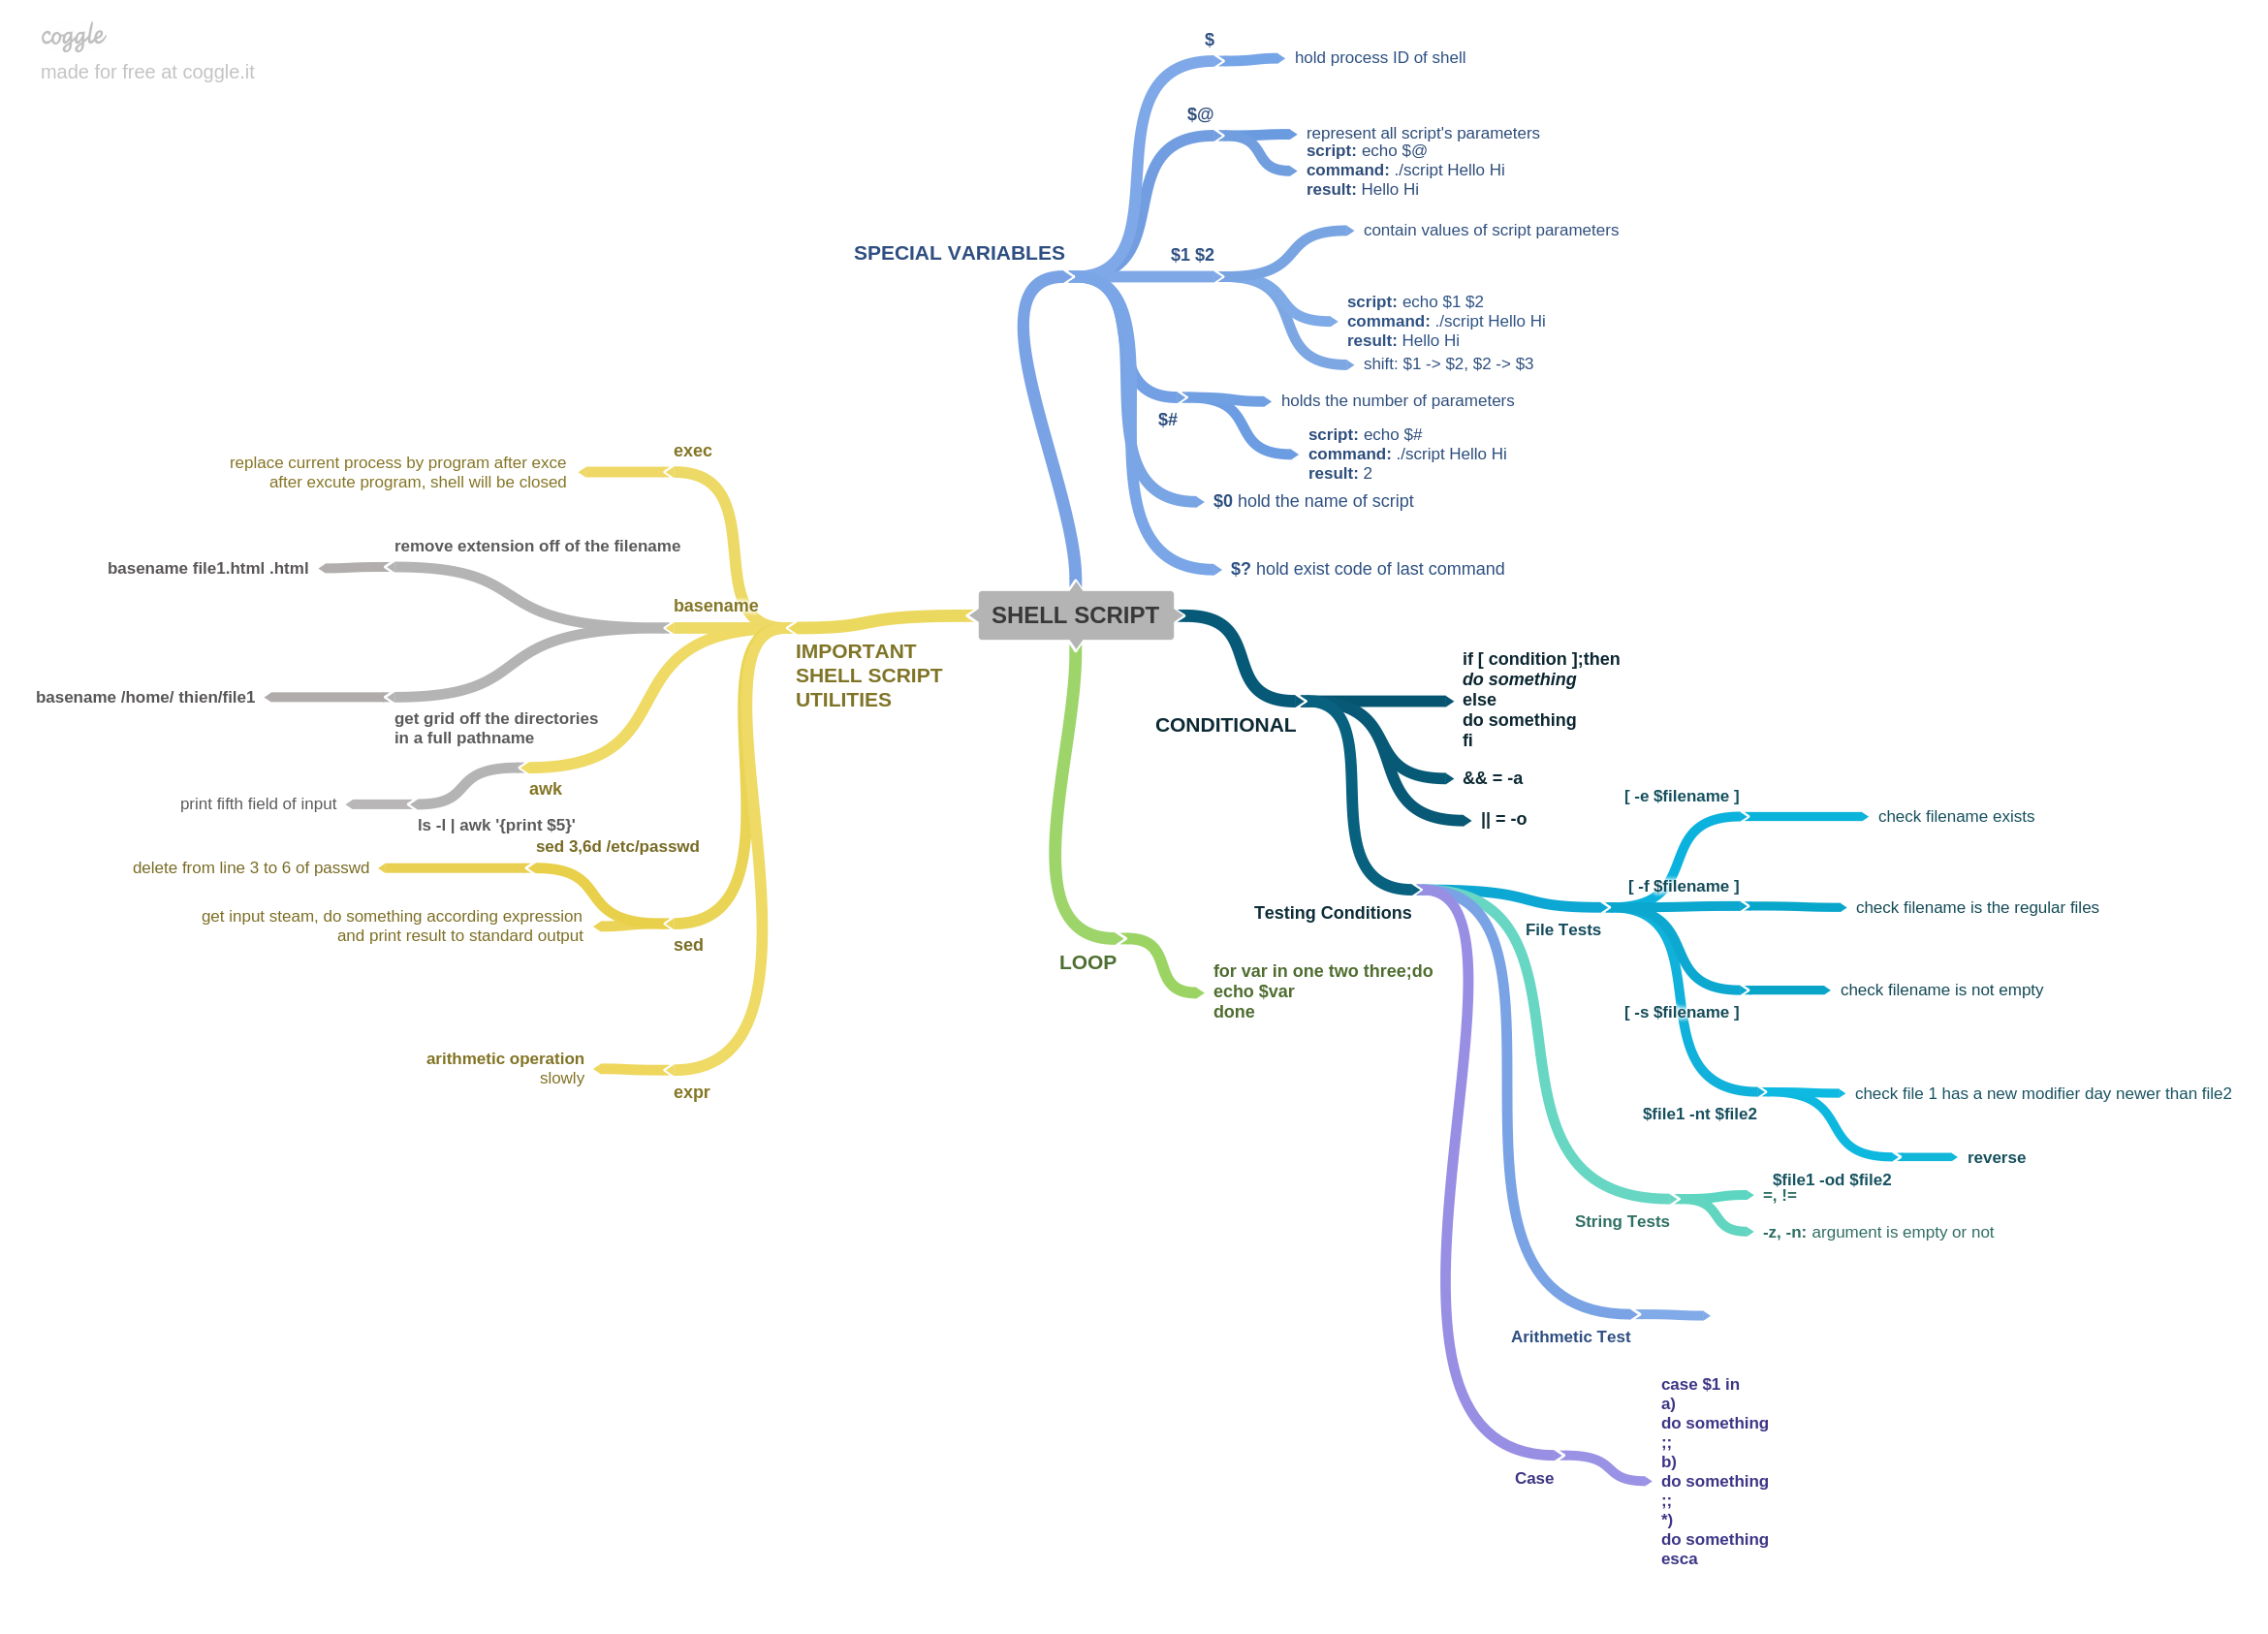 coggle
made for free at coggle.it
SHELL SCRIPT
SPECIAL VARIABLES
$
hold process ID of shell
$@
represent all script's parameters
script: echo $@
command: ./script Hello Hi
result: Hello Hi
$1 $2
contain values of script parameters
script: echo $1 $2
command: ./script Hello Hi
result: Hello Hi
shift: $1 -> $2, $2 -> $3
$#
holds the number of parameters
script: echo $#
command: ./script Hello Hi
result: 2
$0 hold the name of script
$? hold exist code of last command
CONDITIONAL
if [ condition ];then
do something
else
do something
fi
&& = -a
|| = -o
Testing Conditions
File Tests
[ -e $filename ]
check filename exists
[ -f $filename ]
check filename is the regular files
[ -s $filename ]
check filename is not empty
$file1 -nt $file2
check file 1 has a new modifier day newer than file2
$file1 -od $file2
reverse
String Tests
=, !=
-z, -n: argument is empty or not
Arithmetic Test
Case
case $1 in
a)
do something
;;
b)
do something
;;
*)
do something
esca
LOOP
for var in one two three;do
echo $var
done
IMPORTANT
SHELL SCRIPT
UTILITIES
exec
replace current process by program after exce
after excute program, shell will be closed
basename
remove extension off of the filename
basename file1.html .html
get grid off the directories
in a full pathname
basename /home/ thien/file1
awk
ls -l | awk '{print $5}'
print fifth field of input
sed
sed 3,6d /etc/passwd
delete from line 3 to 6 of passwd
get input steam, do something according expression
and print result to standard output
expr
arithmetic operation
slowly